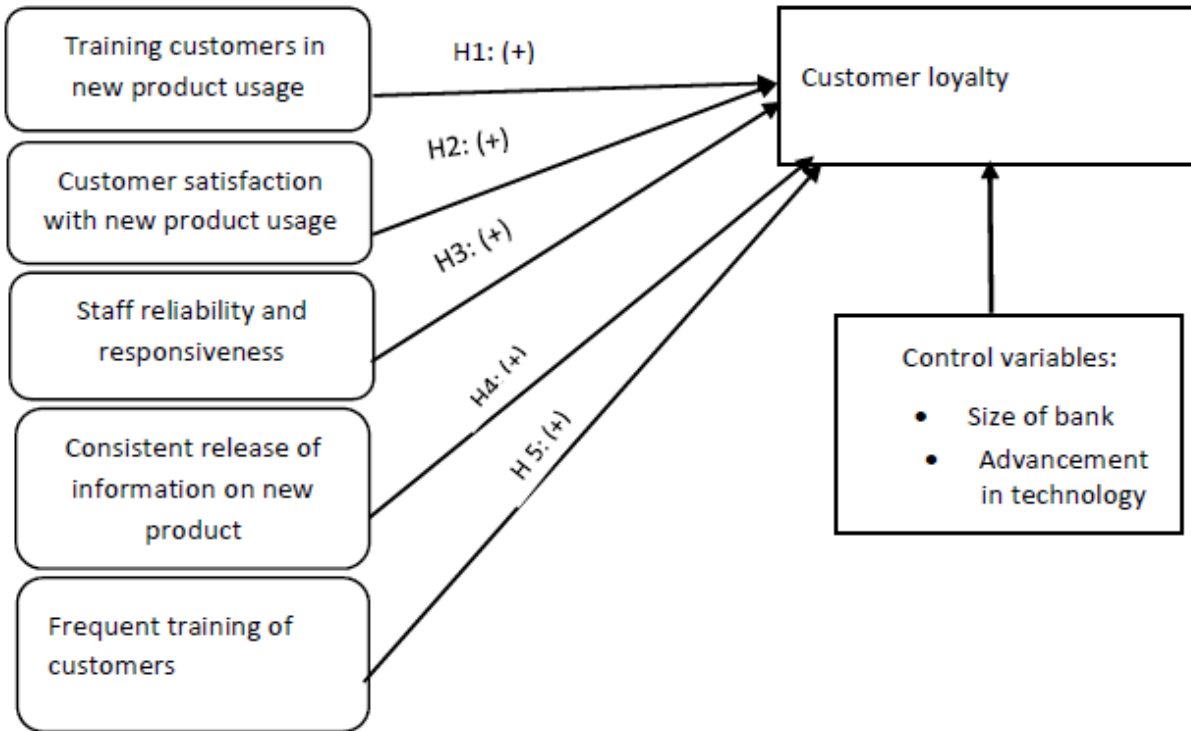 Training customers in
new product usage
H1: (+)
Customer loyalty
Customer satisfaction
with new product usage
H2: (+)
Staff reliability and
responsiveness
H3: (+)
Consistent release of
information on new
product
H4: (+)
Frequent training of
customers
H 5: (+)
Control variables:
• Size of bank
• Advancement
in technology